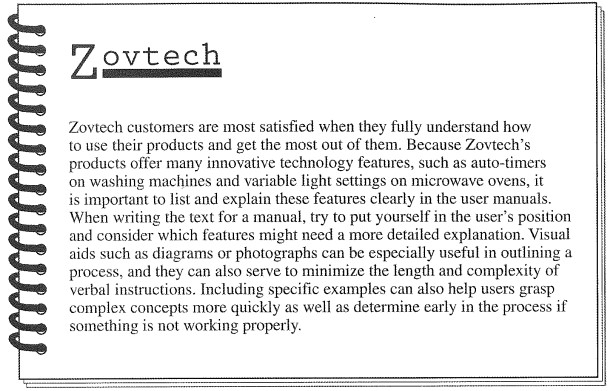 Zovtech
Zovtech customers are most satisfied when they fully understand how
to use their products and get the most out of them. Because Zovtech's
products offer many innovative technology features, such as auto-timers
on washing machines and variable light settings on microwave ovens, it
is important to list and explain these features clearly in the user manuals.
When writing the text for a manual, try to put yourself in the user's position
and consider which features might need a more detailed explanation. Visual
aids such as diagrams or photographs can be especially useful in outlining a
process, and they can also serve to minimize the length and complexity of
verbal instructions. Including specific examples can also help users grasp
complex concepts more quickly as well as determine early in the process if
something is not working properly.